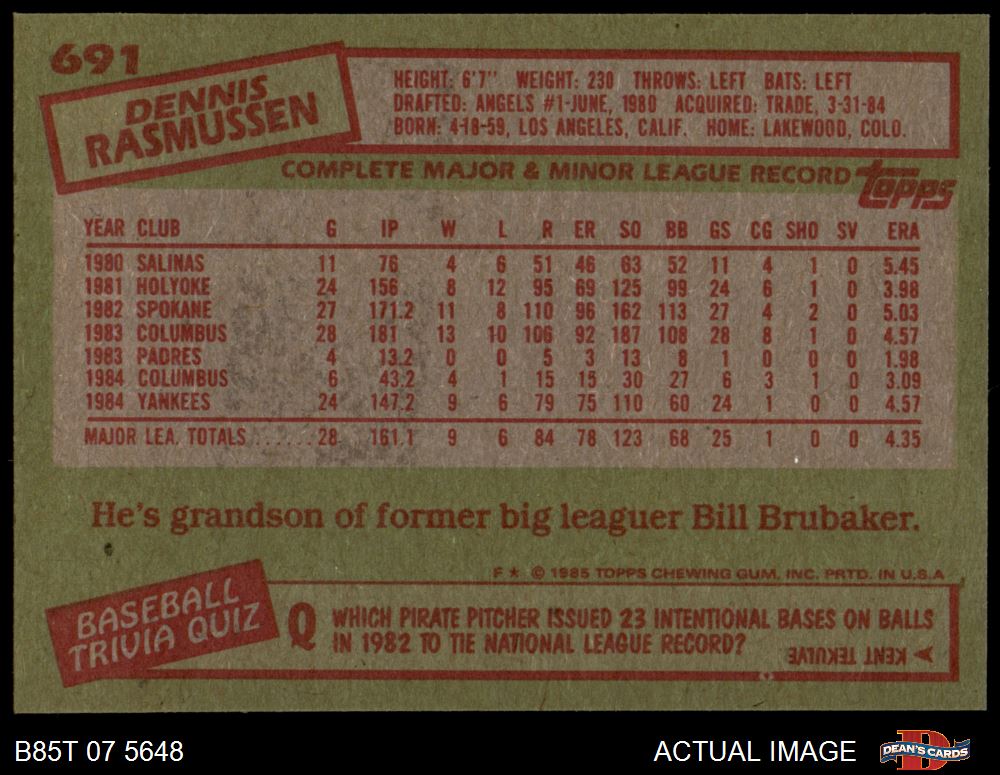 691
DENNIS
RASMUSSEN
HEIGHT: 6'7" WEIGHT: 230 THROWS: LEFT BATS: LEFT
DRAFTED: ANGELS #1-JUNE, 1980 ACQUIRED: TRADE, 3-31-84
BORN: 4-18-59, LOS ANGELES, CALIF. HOME: LAKEWOOD, COLO.
COMPLETE MAJOR & MINOR LEAGUE RECORD topps
YEAR CLUB G IP W L R ER SO BB GS CG SHO SV ERA
1980 SALINAS 11 76 4 6 51 46 63 52 11 4 1 0 5.45
1981 HOLYOKE 24 156 8 12 95 69 125 99 24 6 1 0 3.98
1982 SPOKANE 27 171.2 11 8 110 96 162 113 27 4 2 0 5.03
1983 COLUMBUS 28 181 13 10 106 92 187 108 28 8 1 0 4.57
1983 PADRES 4 13.2 0 0 5 3 13 8 1 0 0 0 1.98
1984 COLUMBUS 6 43.2 4 1 15 15 30 27 6 3 1 0 3.09
1984 YANKEES 24 147.2 9 6 79 75 110 60 24 1 0 0 4.57
MAJOR LEA. TOTALS.......28 161.1 9 6 84 78 123 68 25 1 0 0 4.35
He's grandson of former big leaguer Bill Brubaker.
F★ © 1985 TOPPS CHEWING GUM, INC. PRTD. IN U.S.A
BASEBALL
TRIVIA QUIZ
Q WHICH PIRATE PITCHER ISSUED 23 INTENTIONAL BASES ON BALLS
IN 1982 TO TIE NATIONAL LEAGUE RECORD?
KENT TEKULVE
B85T 07 5648 ACTUAL IMAGE D DEAN'S CARDS